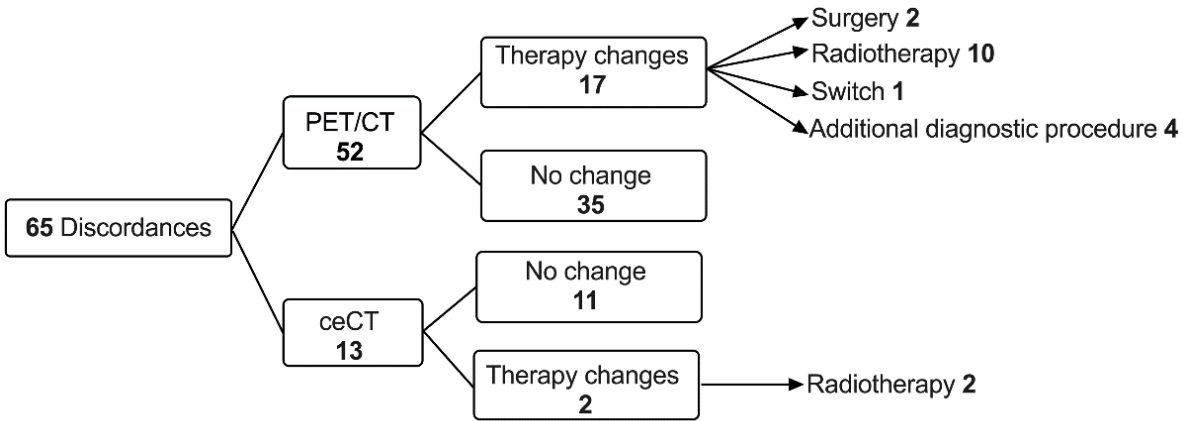 65 Discordances
PET/CT
52
Therapy changes
17
Surgery 2
Radiotherapy 10
Switch 1
Additional diagnostic procedure 4
No change
35
ceCT
13
No change
11
Therapy changes
2
Radiotherapy 2